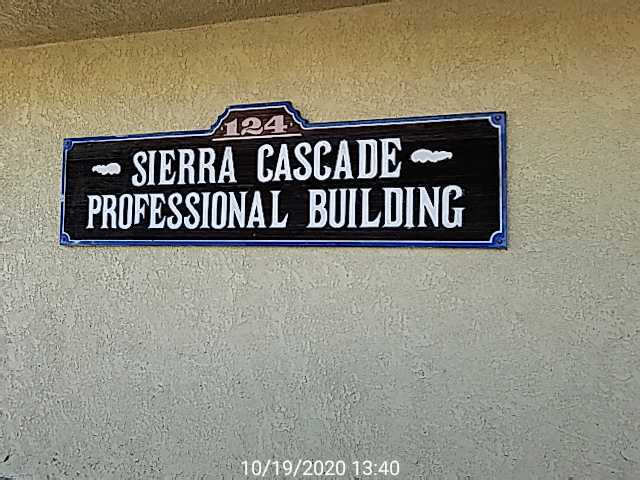 124
SIERRA CASCADE
PROFESSIONAL BUILDING
10/19/2020 13:40